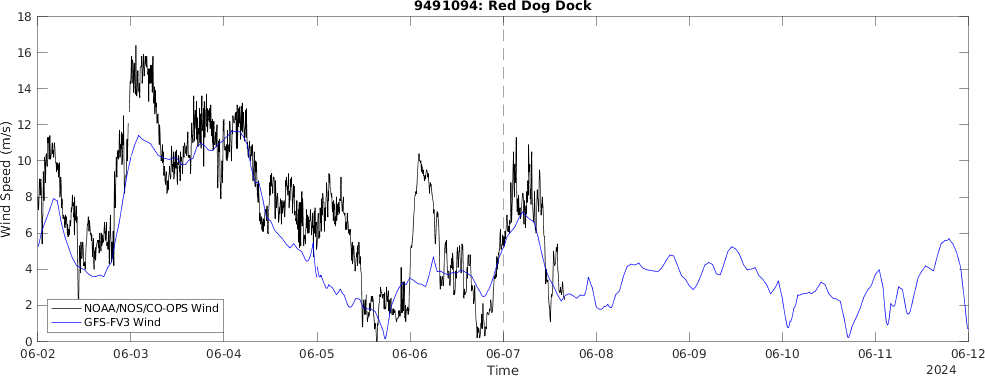 9491094: Red Dog Dock
Wind Speed (m/s)
18
16
14
12
10
8
6
4
2
0
NOAA/NOS/CO-OPS Wind
GFS-FV3 Wind
06-02 06-03 06-04 06-05 06-06 06-07 06-08 06-09 06-10 06-11 06-12
Time
2024